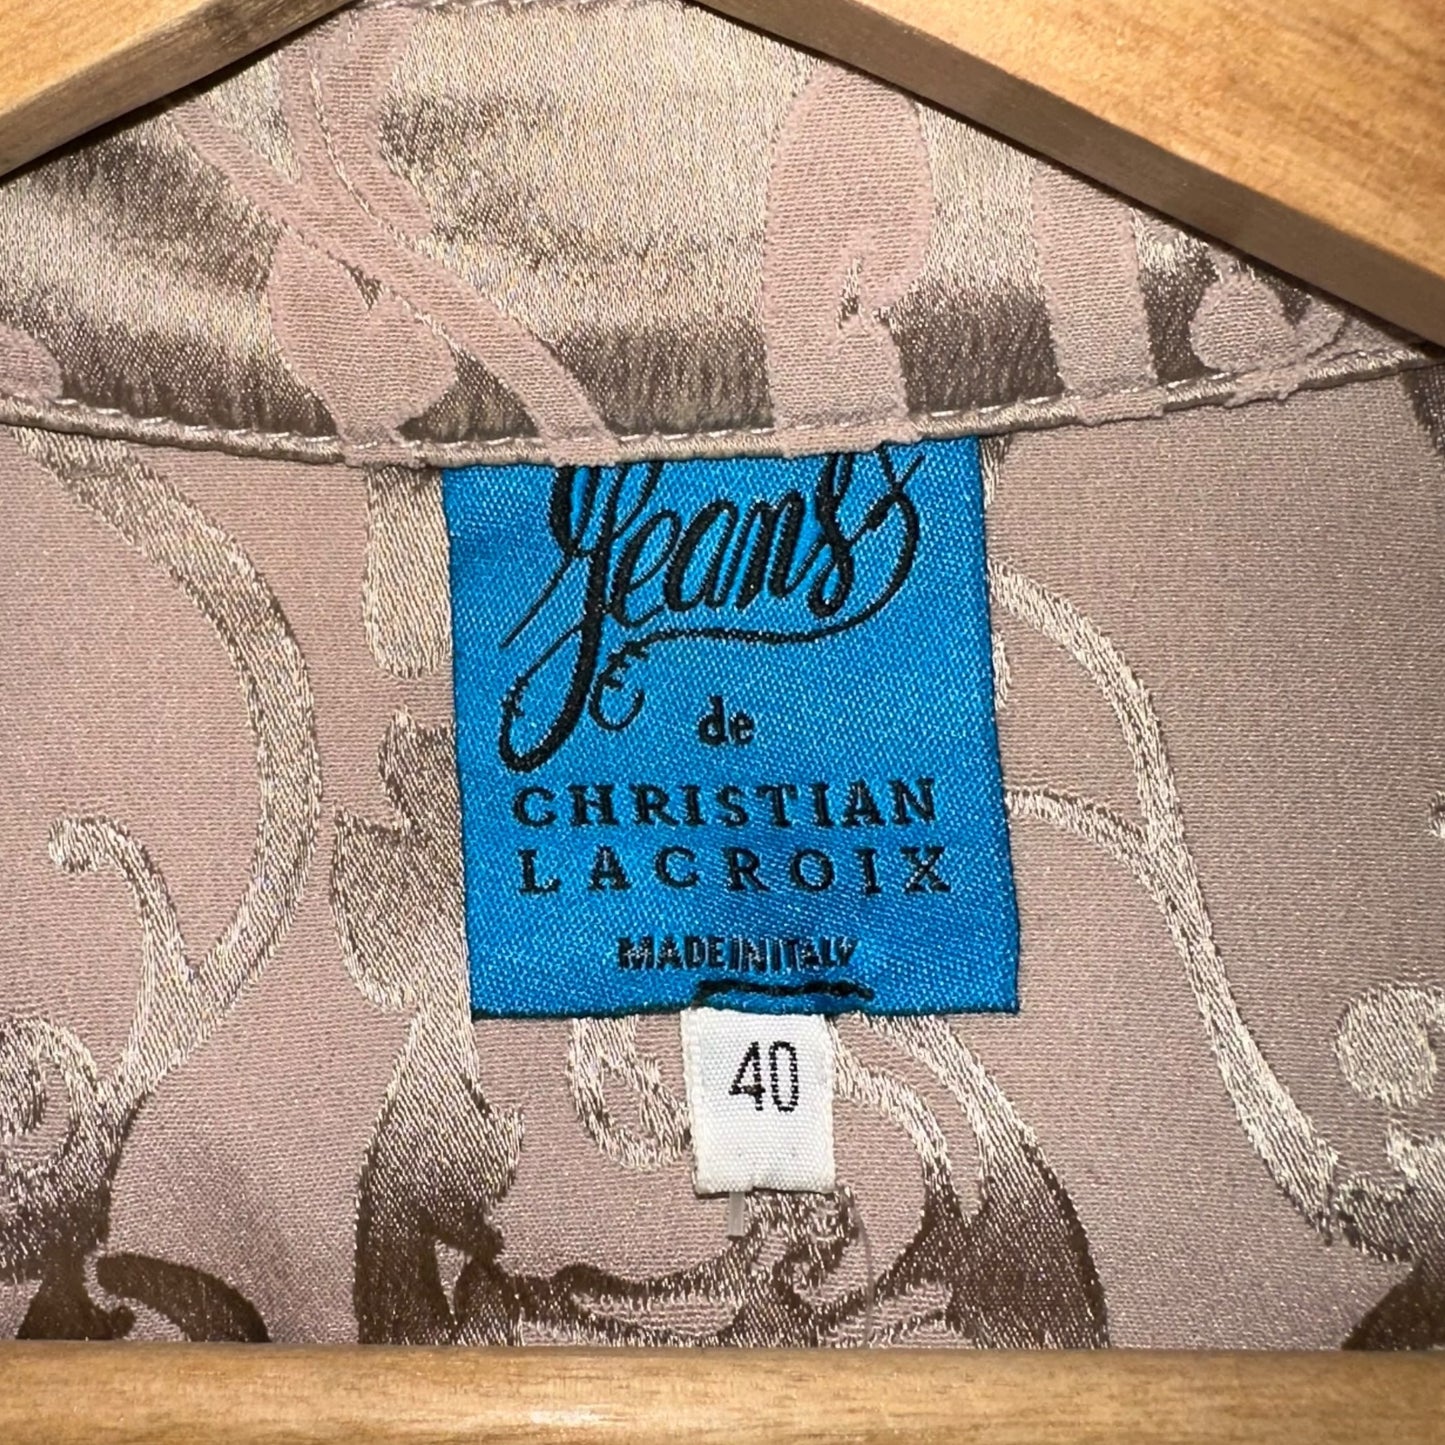 Jeans
de
CHRISTIAN
LACROIX
MADE IN ITALY
40